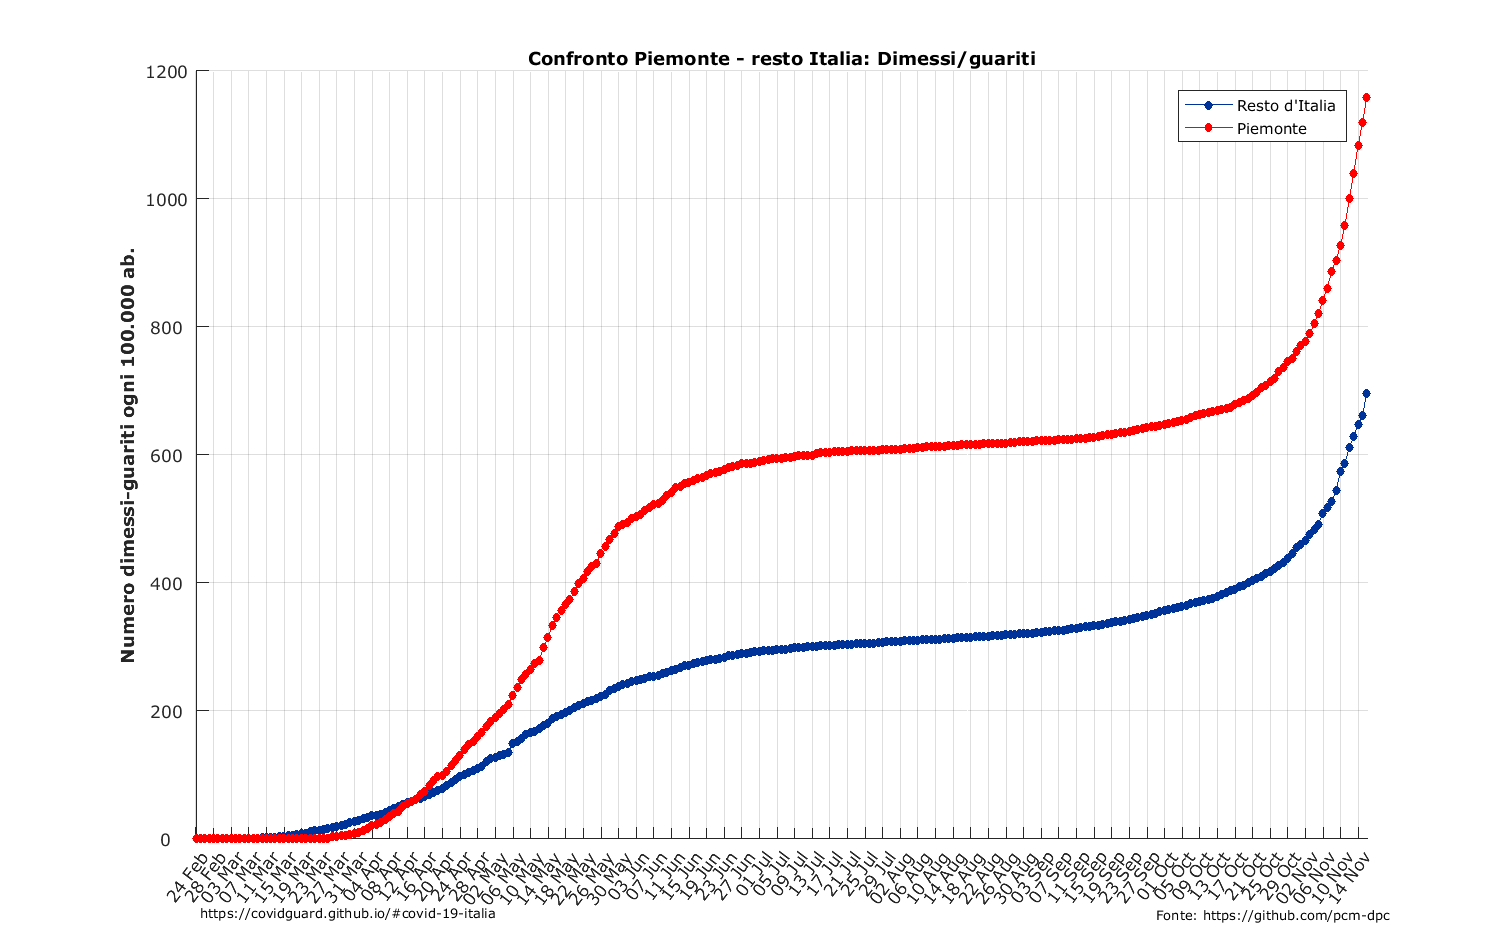 Confronto Piemonte - resto Italia: Dimessi/guariti
Numero dimessi-guariti ogni 100.000 ab.
1200
1000
800
600
400
200
0
Resto d'Italia
Piemonte
24 Feb
28 Feb
03 Mar
07 Mar
11 Mar
15 Mar
19 Mar
23 Mar
27 Mar
31 Mar
04 Apr
08 Apr
12 Apr
16 Apr
20 Apr
24 Apr
28 Apr
02 May
06 May
10 May
14 May
18 May
22 May
26 May
30 May
03 Jun
07 Jun
11 Jun
15 Jun
19 Jun
23 Jun
27 Jun
01 Jul
05 Jul
09 Jul
13 Jul
17 Jul
21 Jul
25 Jul
29 Jul
02 Aug
06 Aug
10 Aug
14 Aug
18 Aug
22 Aug
26 Aug
30 Aug
03 Sep
07 Sep
11 Sep
15 Sep
19 Sep
23 Sep
27 Sep
01 Oct
05 Oct
09 Oct
13 Oct
17 Oct
21 Oct
25 Oct
29 Oct
02 Nov
06 Nov
10 Nov
14 Nov
https://covidguard.github.io/#covid-19-italia
Fonte: https://github.com/pcm-dpc